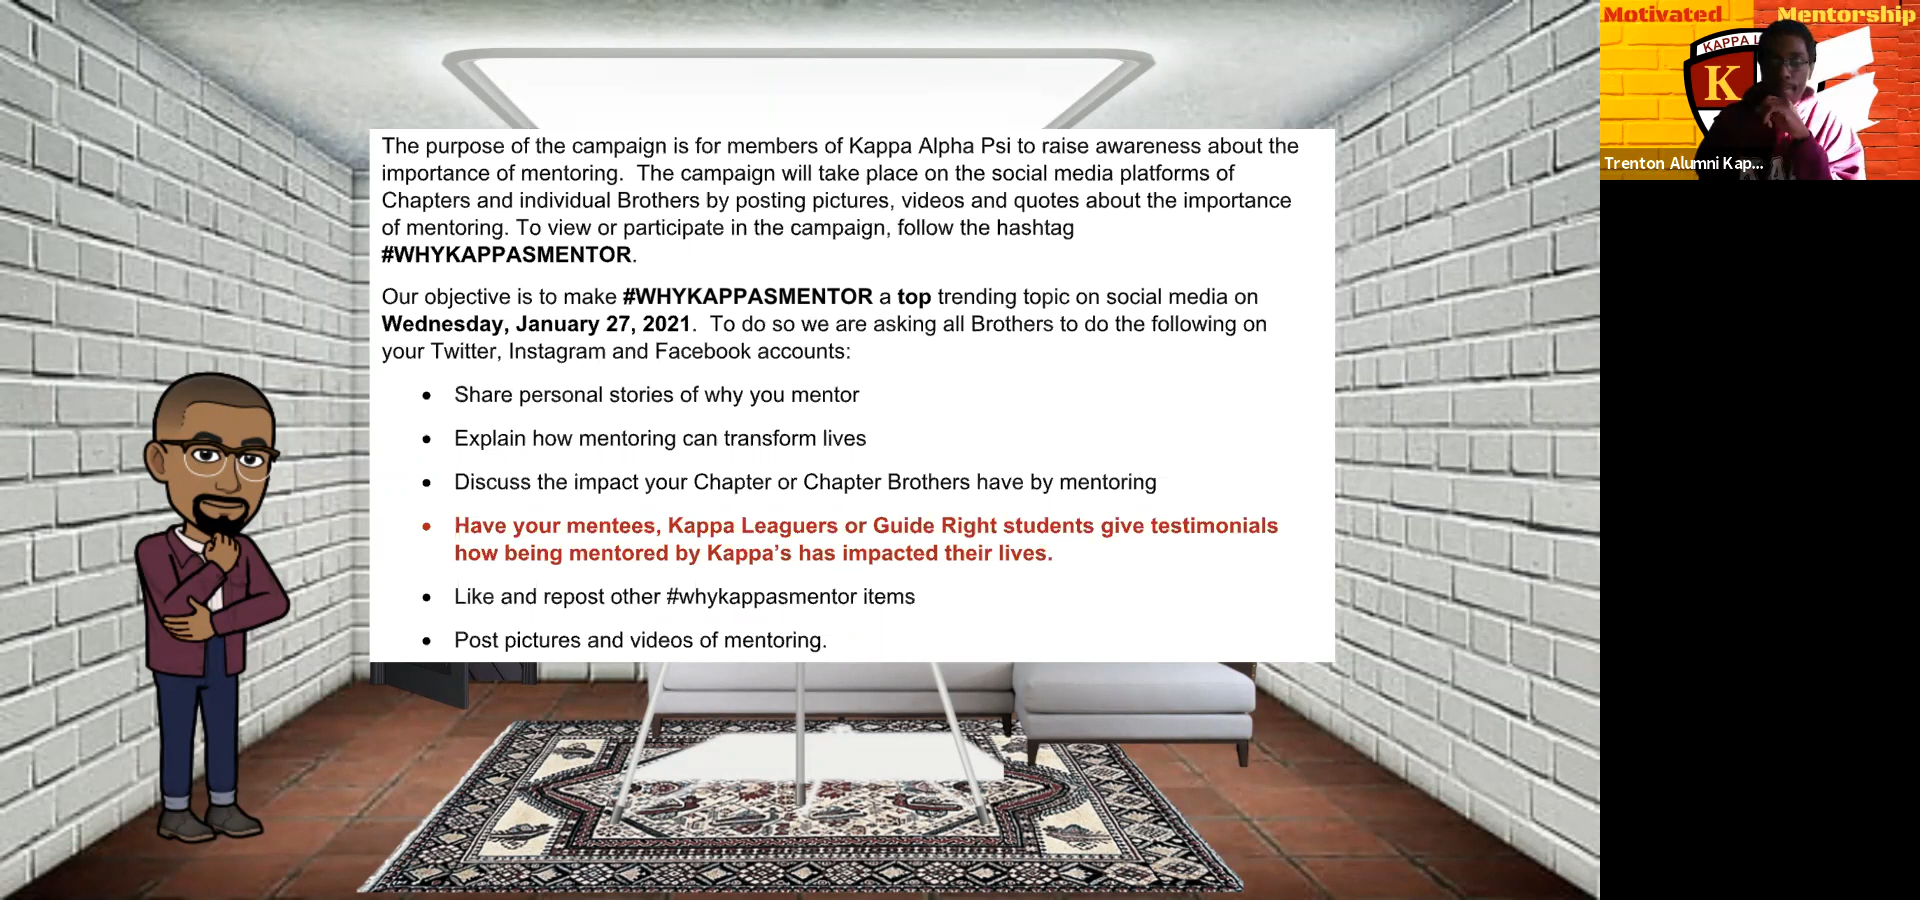 Motivated Mentorship
KAPPA
K
Trenton Alumni Kap...
The purpose of the campaign is for members of Kappa Alpha Psi to raise awareness about the
importance of mentoring.  The campaign will take place on the social media platforms of
Chapters and individual Brothers by posting pictures, videos and quotes about the importance
of mentoring. To view or participate in the campaign, follow the hashtag
#WHYKAPPASMENTOR.
Our objective is to make #WHYKAPPASMENTOR a top trending topic on social media on
Wednesday, January 27, 2021.  To do so we are asking all Brothers to do the following on
your Twitter, Instagram and Facebook accounts:
• Share personal stories of why you mentor
• Explain how mentoring can transform lives
• Discuss the impact your Chapter or Chapter Brothers have by mentoring
• Have your mentees, Kappa Leaguers or Guide Right students give testimonials
how being mentored by Kappa’s has impacted their lives.
• Like and repost other #whykappasmentor items
• Post pictures and videos of mentoring.